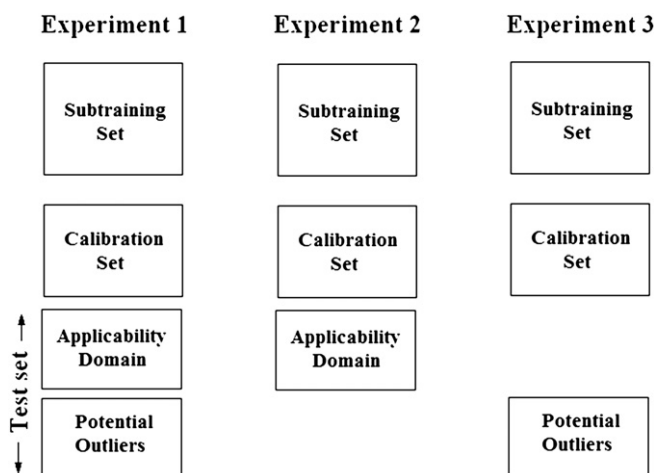 Experiment 1 Experiment 2 Experiment 3
Subtraining Subtraining Subtraining
Set Set Set
Calibration Calibration Calibration
Set Set Set
Test set
Applicability Applicability
Domain Domain
Potential Potential
Outliers Outliers